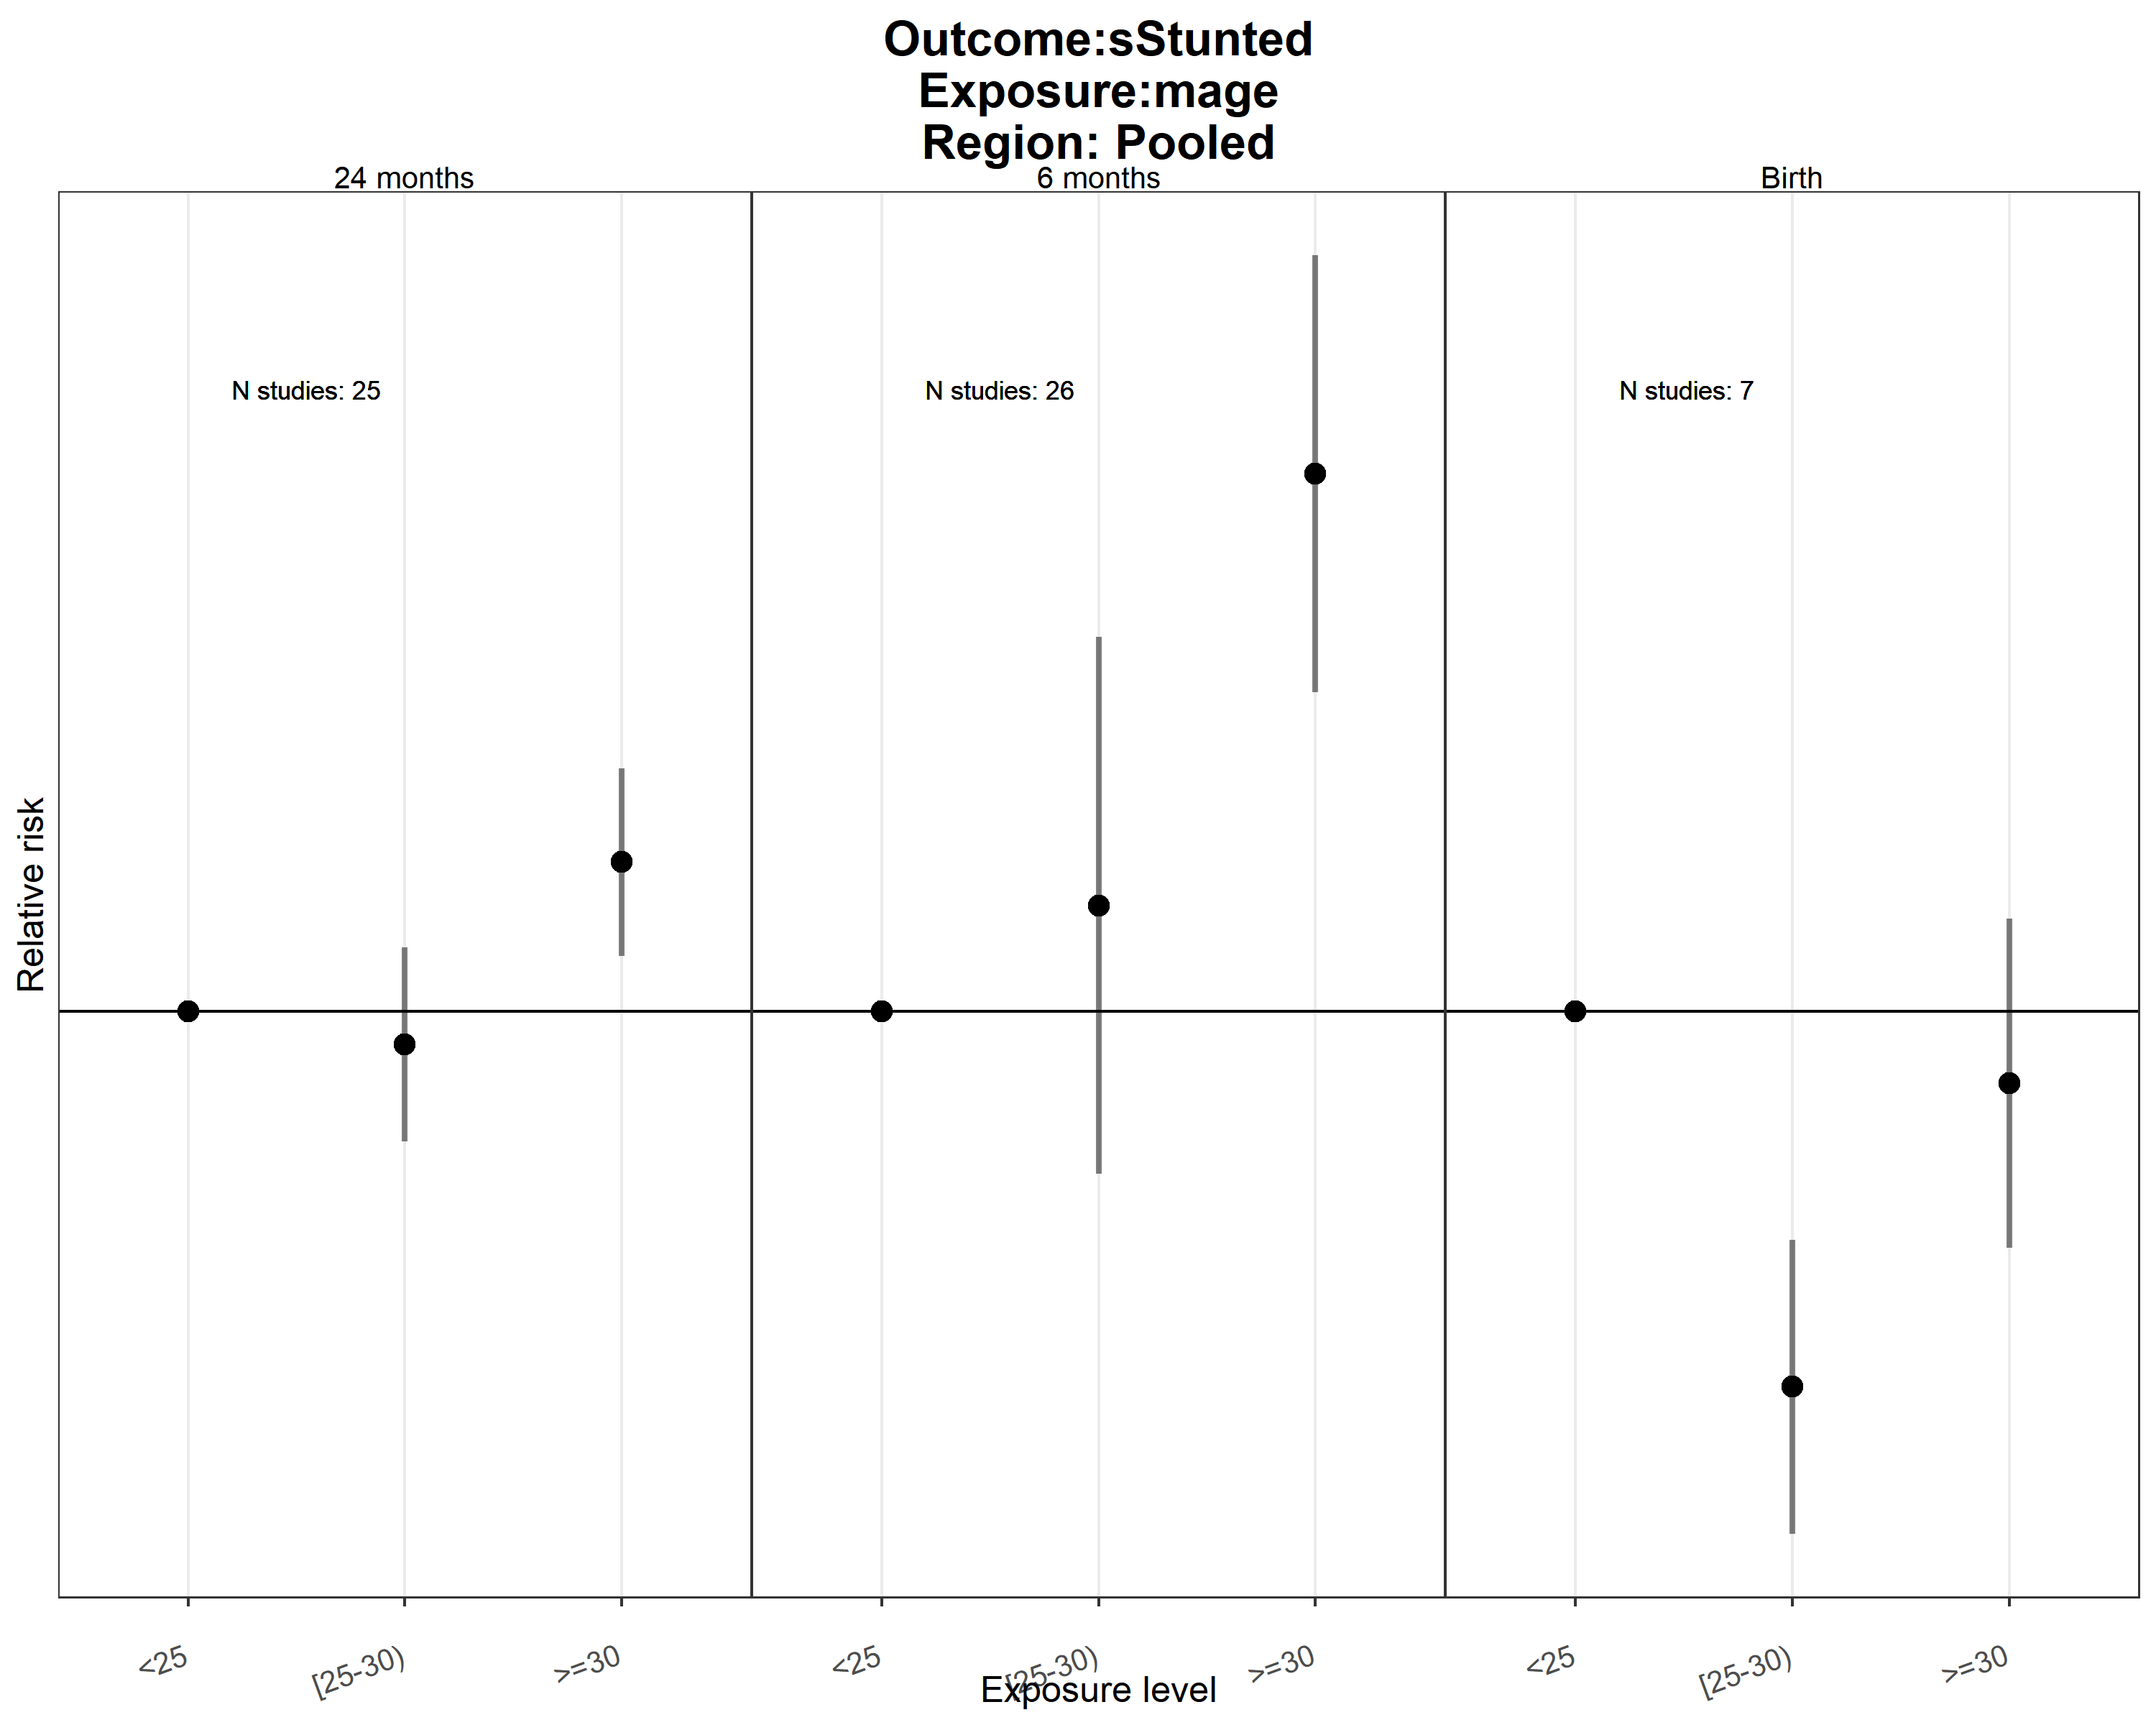 Outcome:sStunted
Exposure:mage
Region: Pooled
24 months
6 months
Birth
N studies: 25
N studies: 26
N studies: 7
Relative risk
<25
[25-30)
>=30
<25
[25-30)
>=30
<25
[25-30)
>=30
Exposure level